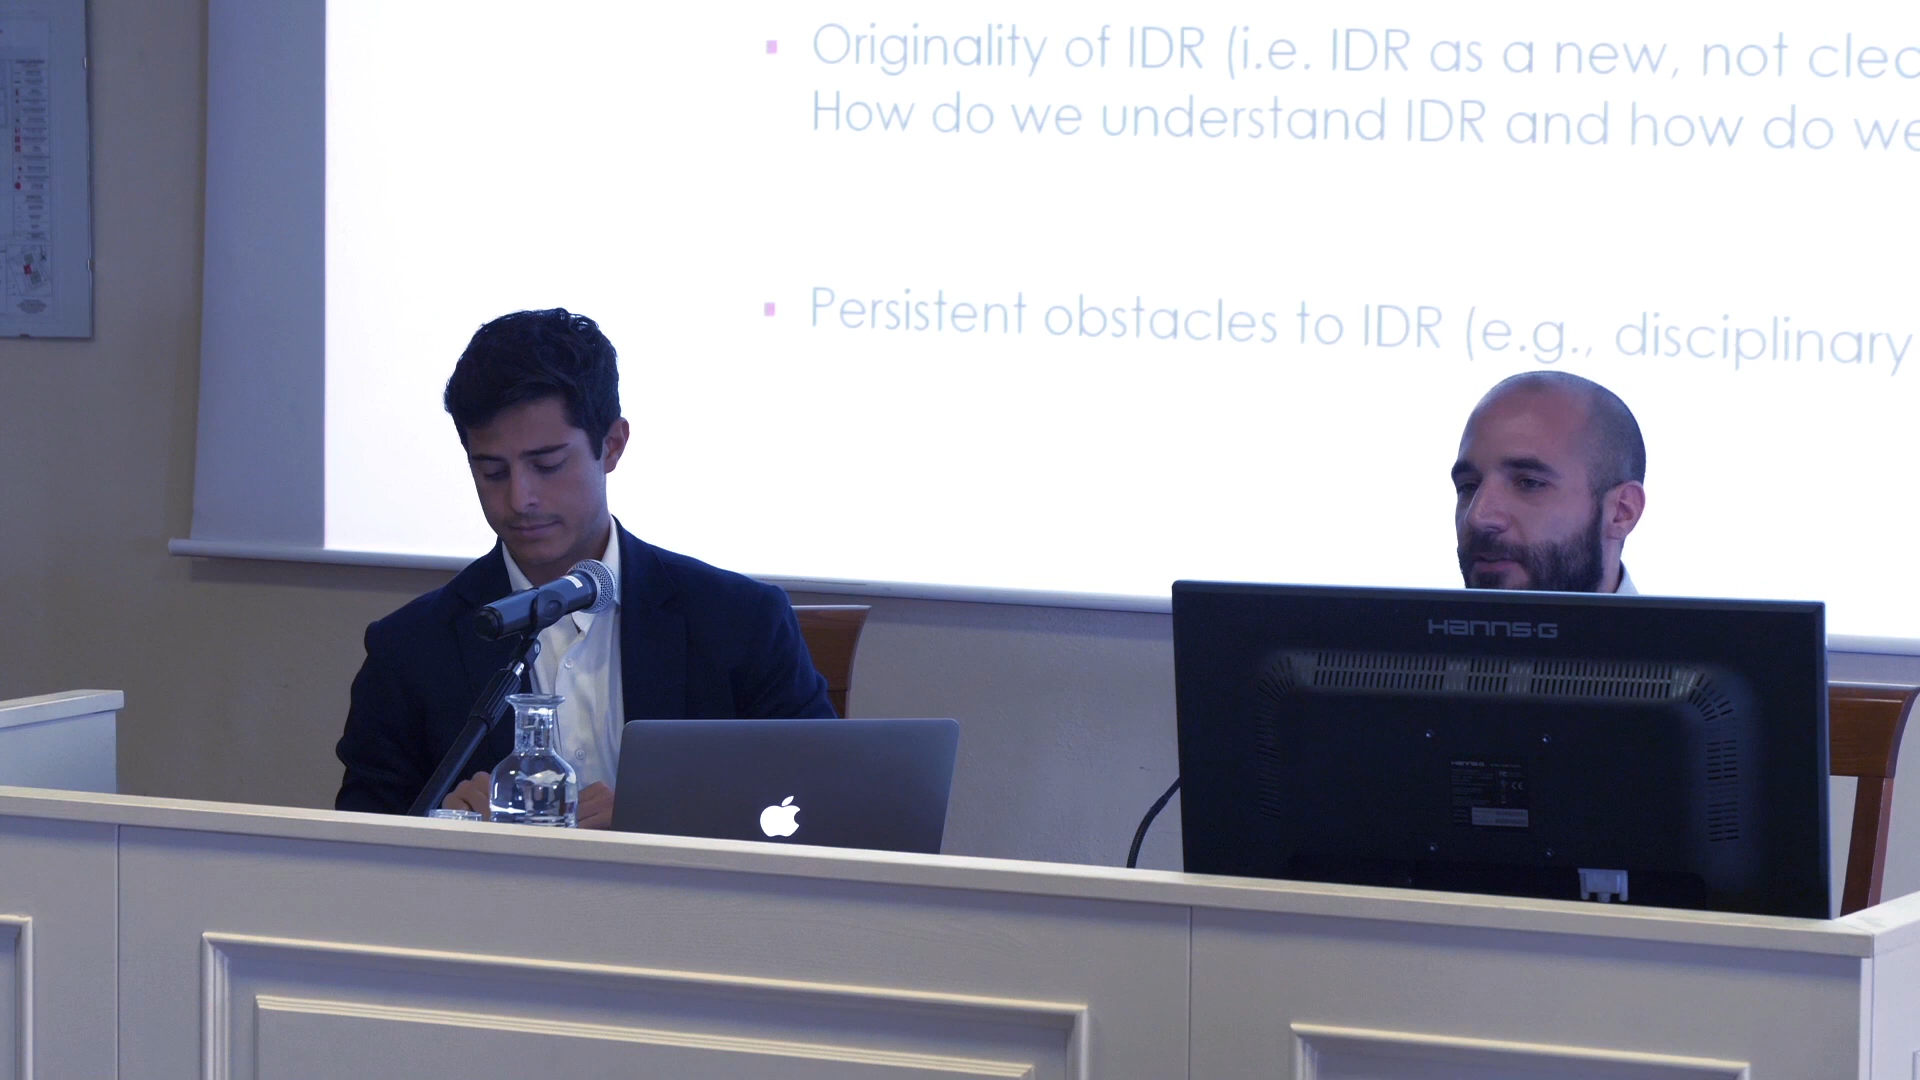 Originality of IDR (i.e. IDR as a new, not
How do we understand IDR and how do we
Persistent obstacles to IDR (e.g., disciplinary
HANNS·G